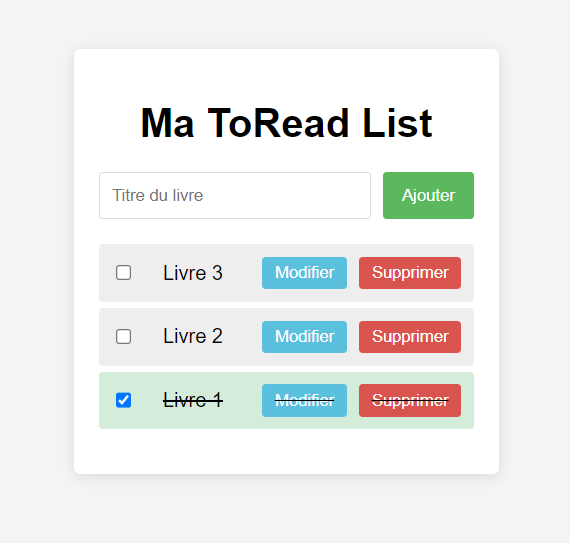 Ma ToRead List
Titre du livre Ajouter
Livre 3 Modifier Supprimer
Livre 2 Modifier Supprimer
Livre 1 Modifier Supprimer